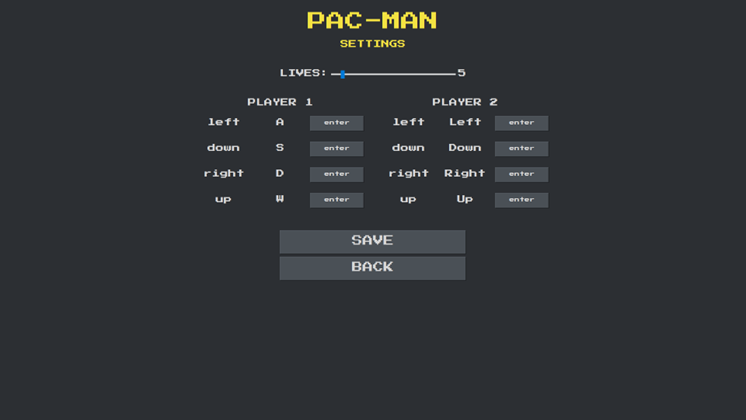 PAC-MAN
SETTINGS
LIVES: 5
PLAYER 1 PLAYER 2
left A enter left Left enter
down S enter down Down enter
right D enter right Right enter
up W enter up Up enter
SAVE
BACK